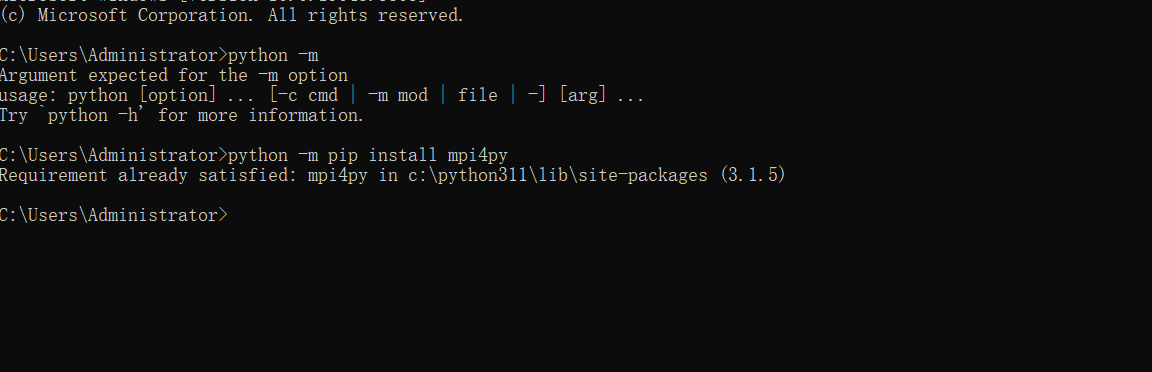 (c) Microsoft Corporation. All rights reserved.
C:\Users\Administrator>python -m
Argument expected for the -m option
usage: python [option] ... [-c cmd | -m mod | file | -] [arg] ...
Try `python -h' for more information.
C:\Users\Administrator>python -m pip install mpi4py
Requirement already satisfied: mpi4py in c:\python311\lib\site-packages (3.1.5)
C:\Users\Administrator>